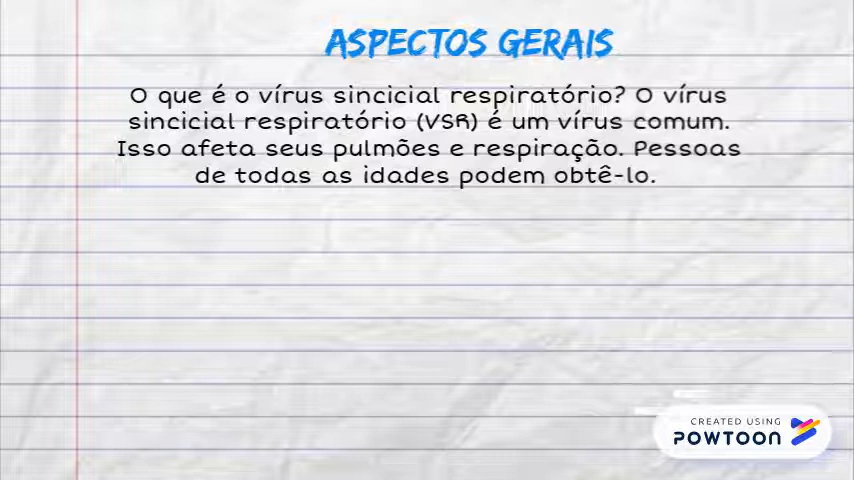 ASPECTOS GERAIS
O que é o vírus sincicial respiratório? O vírus
sincicial respiratório (VSR) é um vírus comum.
Isso afeta seus pulmões e respiração. Pessoas
de todas as idades podem obtê-lo.
CREATED USING
POWTOON